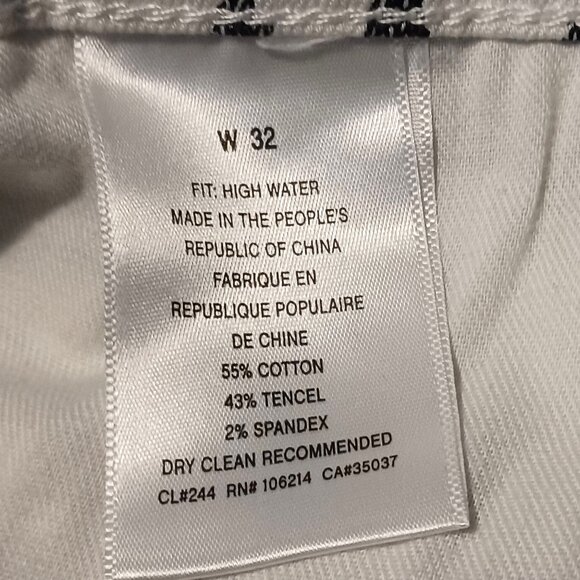 W 32
FIT: HIGH WATER
MADE IN THE PEOPLE'S
REPUBLIC OF CHINA
FABRIQUE EN
REPUBLIQUE POPULAIRE
DE CHINE
55% COTTON
43% TENCEL
2% SPANDEX
DRY CLEAN RECOMMENDED
CL#244 RN# 106214 CA#35037